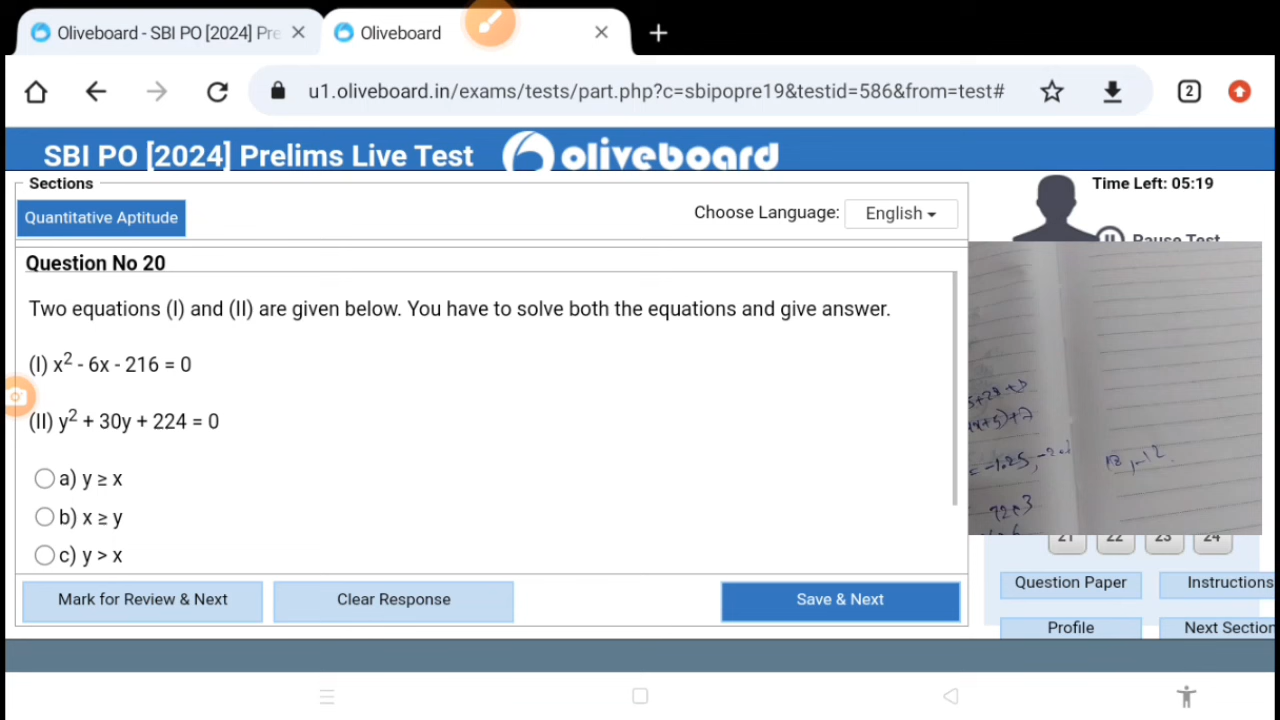 Oliveboard - SBI PO [2024] Pre
Oliveboard
u1.oliveboard.in/exams/tests/part.php?c=sbipopre19&testid=586&from=test#
2
SBI PO [2024] Prelims Live Test
oliveboard
Sections
Time Left: 05:19
Quantitative Aptitude
Choose Language:
English
Pause Test
Question No 20
Two equations (I) and (II) are given below. You have to solve both the equations and give answer.
(I) x² - 6x - 216 = 0
(II) y² + 30y + 224 = 0
a) y ≥ x
b) x ≥ y
c) y > x
18, -12
= -1.25,
21 22 23 24
Mark for Review & Next
Clear Response
Save & Next
Question Paper
Instructions
Profile
Next Section